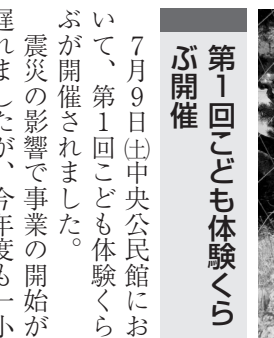 第1回こども体験くら
ぶ開催
7月9日㈯中央公民館にお
いて、第1回こども体験くら
ぶが開催されました。
震災の影響で事業の開始が
遅れましたが、今年度も一小